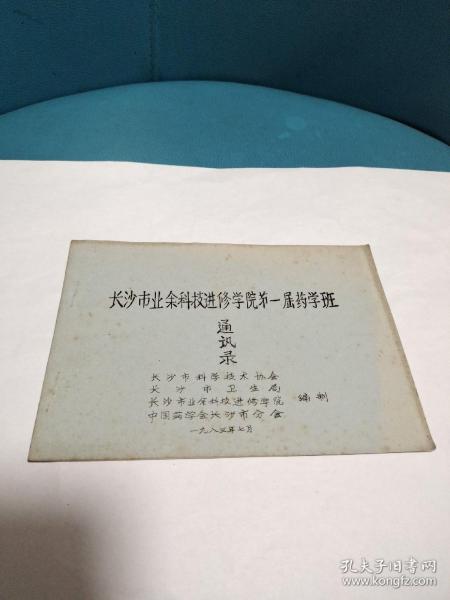 长沙市业余科技进修学院第一届药学班
通
讯
录
长沙市科学技术协会
长沙市卫生局
长沙市业余科技进修学院 编制
中国药学会长沙市分会
一九八三年七月
孔夫子旧书网
www.kongfz.com